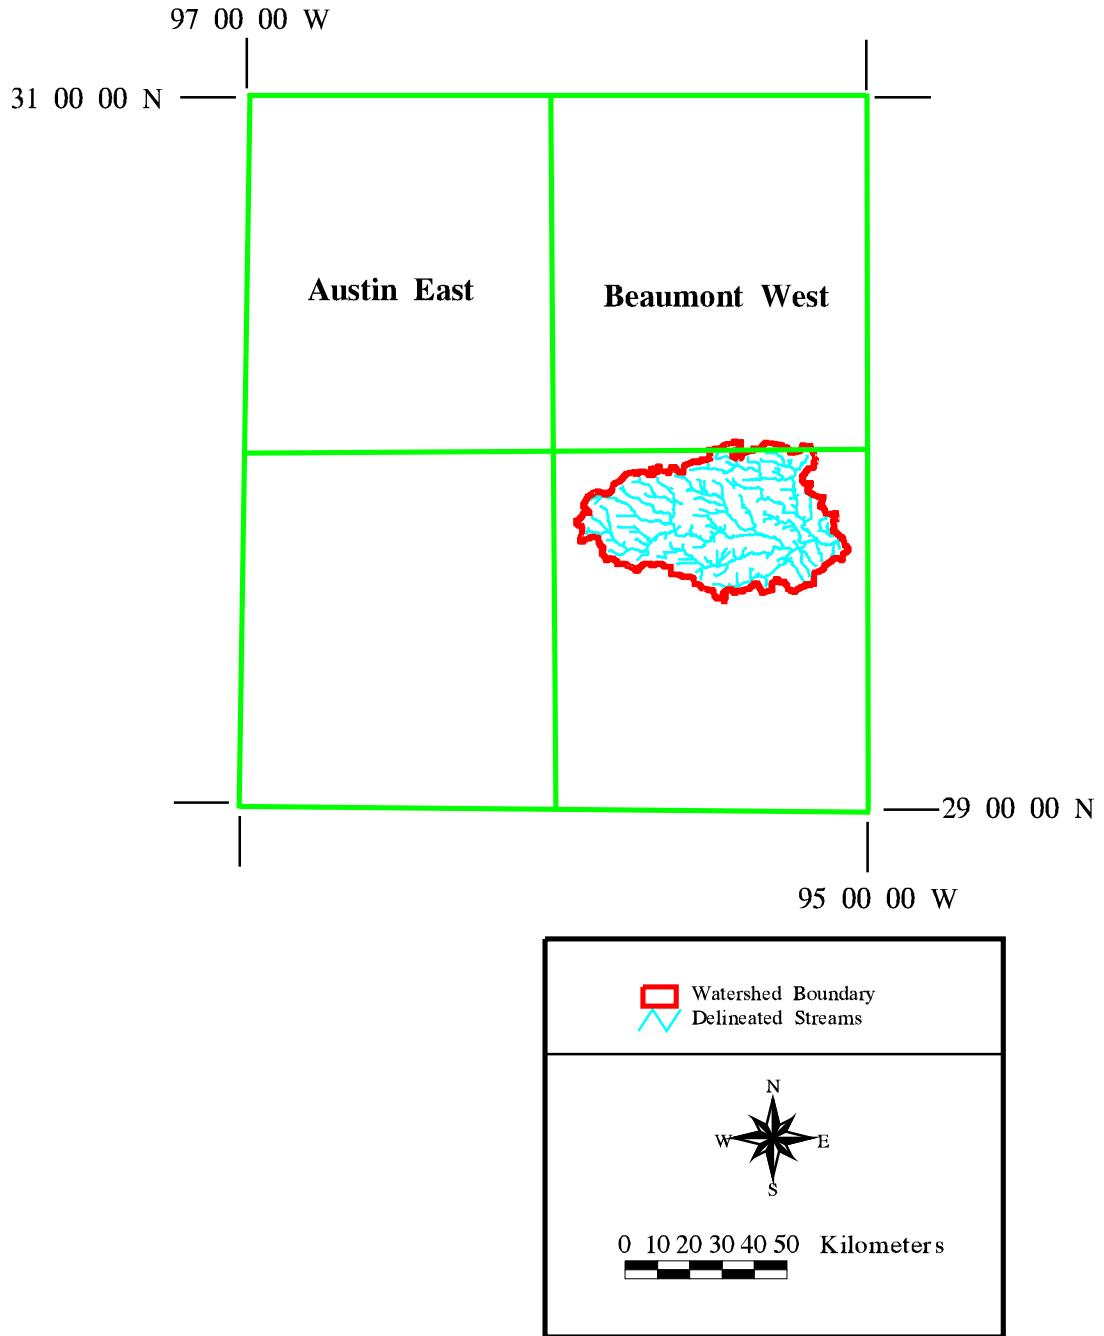 97 00 00 W
31 00 00 N
Austin East
Beaumont West
29 00 00 N
95 00 00 W
Watershed Boundary
Delineated Streams
N
W
E
S
0 10 20 30 40 50 Kilometers